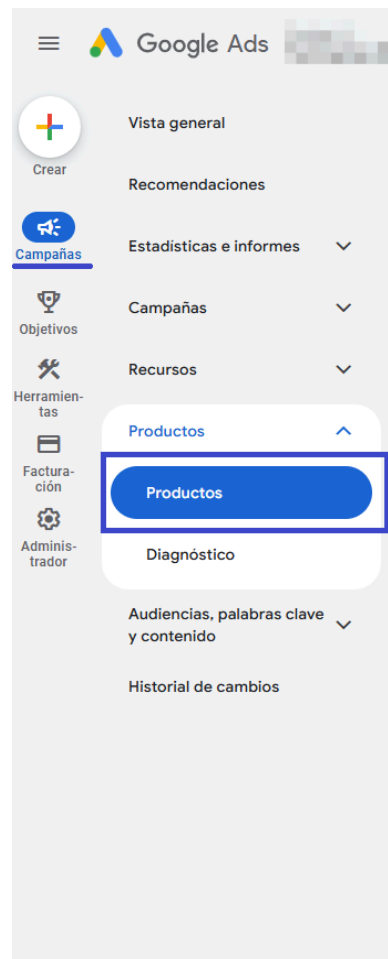 Google Ads
Crear
Campañas
Objetivos
Herramien-
tas
Factura-
ción
Adminis-
trador
Vista general
Recomendaciones
Estadísticas e informes
Campañas
Recursos
Productos
Productos
Diagnóstico
Audiencias, palabras clave
y contenido
Historial de cambios